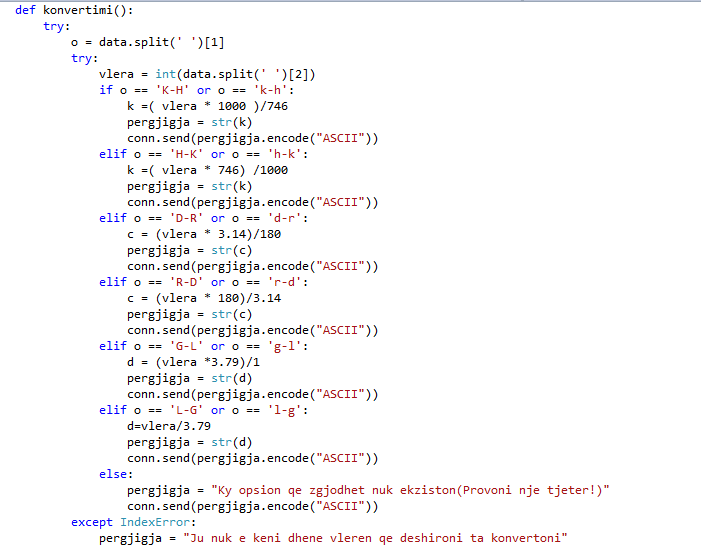 def konvertimi():
    try:
        o = data.split(' ')[1]
        try:
            vlera = int(data.split(' ')[2])
            if o == 'K-H' or o == 'k-h':
                k =( vlera * 1000 )/746
                pergjigja = str(k)
                conn.send(pergjigja.encode("ASCII"))
            elif o == 'H-K' or o == 'h-k':
                k =( vlera * 746) /1000
                pergjigja = str(k)
                conn.send(pergjigja.encode("ASCII"))
            elif o == 'D-R' or o == 'd-r':
                c = (vlera * 3.14)/180
                pergjigja = str(c)
                conn.send(pergjigja.encode("ASCII"))
            elif o == 'R-D' or o == 'r-d':
                c = (vlera * 180)/3.14
                pergjigja = str(c)
                conn.send(pergjigja.encode("ASCII"))
            elif o == 'G-L' or o == 'g-l':
                d = (vlera *3.79)/1
                pergjigja = str(d)
                conn.send(pergjigja.encode("ASCII"))
            elif o == 'L-G' or o == 'l-g':
                d=vlera/3.79
                pergjigja = str(d)
                conn.send(pergjigja.encode("ASCII"))
            else:
                pergjigja = "Ky opsion qe zgjodhet nuk ekziston(Provoni nje tjeter!)"
                conn.send(pergjigja.encode("ASCII"))
        except IndexError:
            pergjigja = "Ju nuk e keni dhene vleren qe deshironi ta konvertoni"